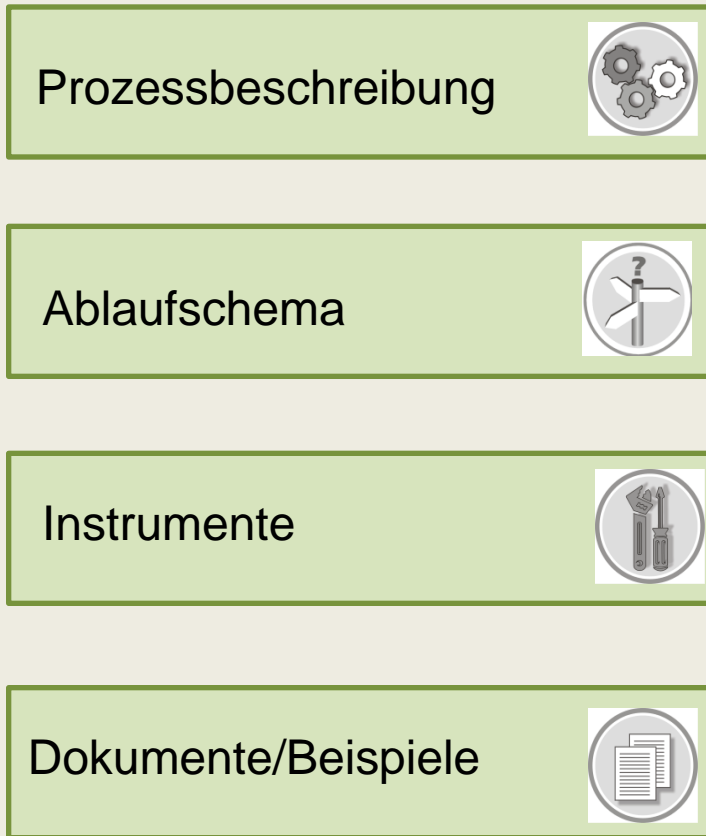 Prozessbeschreibung
?
Ablaufschema
Instrumente
Dokumente/Beispiele